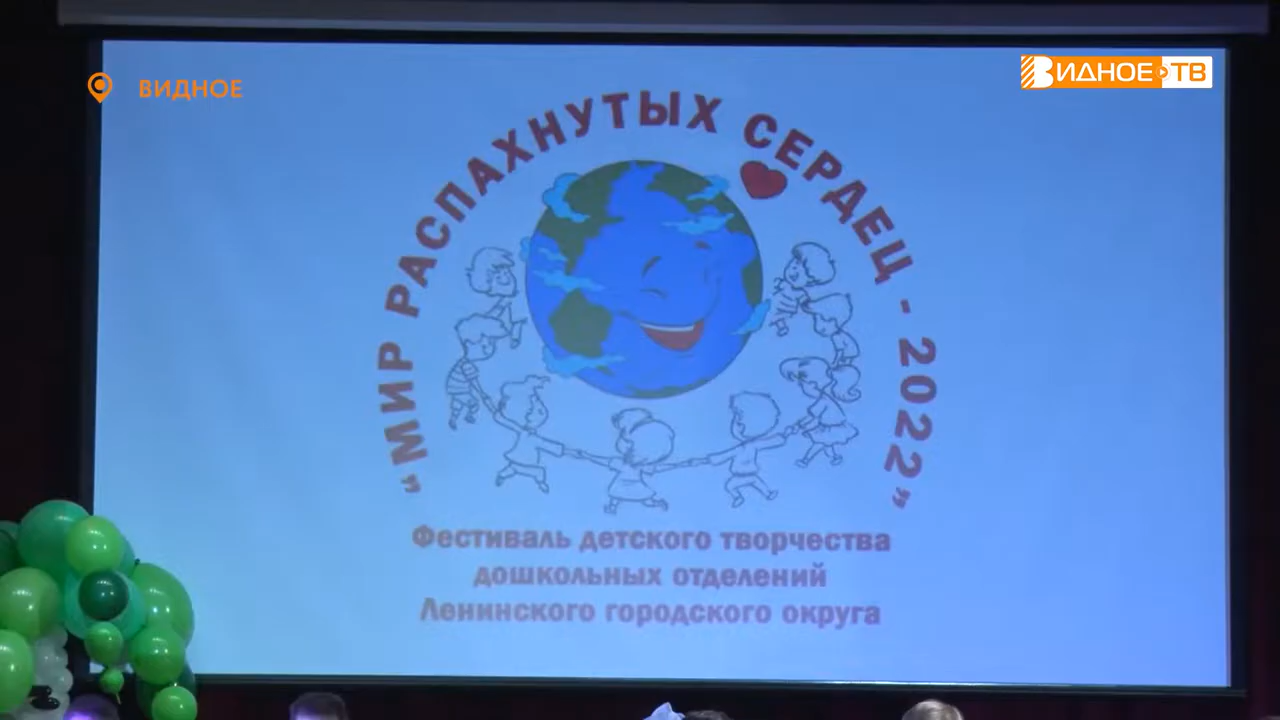 ВИДНОЕ
ВИДНОЕ ТВ
“МИР РАСПАХНУТЫХ СЕРДЕЦ - 2022”
Фестиваль детского творчества
дошкольных отделений
Ленинского городского округа